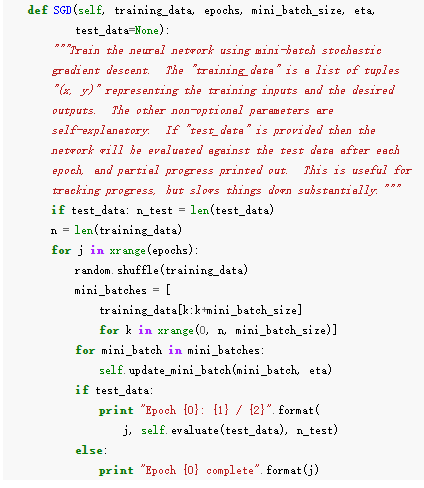 def SGD(self, training_data, epochs, mini_batch_size, eta,
test_data=None):
"""Train the neural network using mini-batch stochastic
gradient descent. The "training_data" is a list of tuples
"(x, y)" representing the training inputs and the desired
outputs. The other non-optional parameters are
self-explanatory. If "test_data" is provided then the
network will be evaluated against the test data after each
epoch, and partial progress printed out. This is useful for
tracking progress, but slows things down substantially."""
if test_data: n_test = len(test_data)
n = len(training_data)
for j in xrange(epochs):
random.shuffle(training_data)
mini_batches = [
training_data[k:k+mini_batch_size]
for k in xrange(0, n, mini_batch_size)]
for mini_batch in mini_batches:
self.update_mini_batch(mini_batch, eta)
if test_data:
print "Epoch {0}: {1} / {2}".format(
j, self.evaluate(test_data), n_test)
else:
print "Epoch {0} complete".format(j)